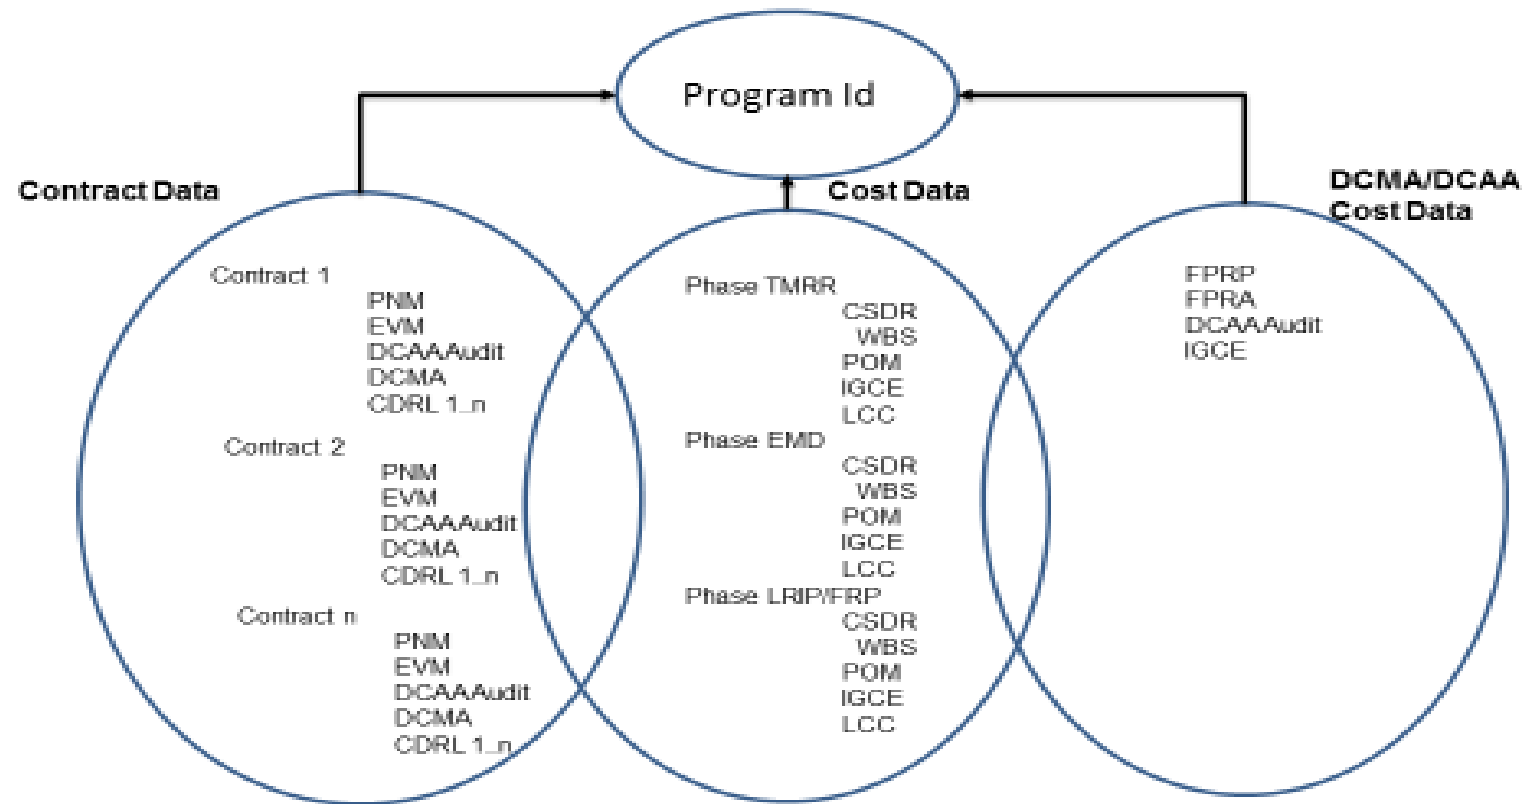 Program Id
Contract Data
Contract 1
PNM
EVM
DCAAAudit
DCMA
CDRL 1..n
Contract 2
PNM
EVM
DCAAAudit
DCMA
CDRL 1..n
Contract n
PNM
EVM
DCAAAudit
DCMA
CDRL 1..n
Cost Data
Phase TMRR
CSDR
WBS
POM
IGCE
LCC
Phase EMD
CSDR
WBS
POM
IGCE
LCC
Phase LRIP/FRP
CSDR
WBS
POM
IGCE
LCC
DCMA/DCAA
Cost Data
FPRP
FPRA
DCAAAudit
IGCE